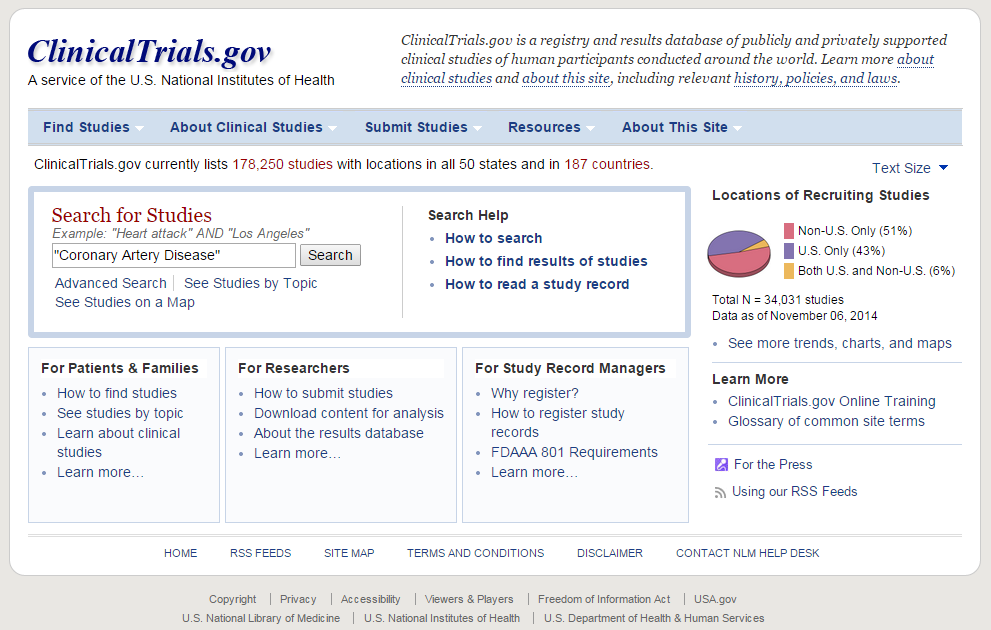 ClinicalTrials.gov
A service of the U.S. National Institutes of Health
ClinicalTrials.gov is a registry and results database of publicly and privately supported
clinical studies of human participants conducted around the world. Learn more about
clinical studies and about this site, including relevant history, policies, and laws.
Find Studies
About Clinical Studies
Submit Studies
Resources
About This Site
ClinicalTrials.gov currently lists 178,250 studies with locations in all 50 states and in 187 countries.
Text Size
Search for Studies
Example: "Heart attack" AND "Los Angeles"
"Coronary Artery Disease"
Search
Advanced Search
See Studies by Topic
See Studies on a Map
Search Help
• How to search
• How to find results of studies
• How to read a study record
Locations of Recruiting Studies
Non-U.S. Only (51%)
U.S. Only (43%)
Both U.S. and Non-U.S. (6%)
Total N = 34,031 studies
Data as of November 06, 2014
• See more trends, charts, and maps
Learn More
• ClinicalTrials.gov Online Training
• Glossary of common site terms
For the Press
Using our RSS Feeds
For Patients & Families
• How to find studies
• See studies by topic
• Learn about clinical
studies
• Learn more…
For Researchers
• How to submit studies
• Download content for analysis
• About the results database
• Learn more…
For Study Record Managers
• Why register?
• How to register study
records
• FDAAA 801 Requirements
• Learn more…
HOME
RSS FEEDS
SITE MAP
TERMS AND CONDITIONS
DISCLAIMER
CONTACT NLM HELP DESK
Copyright | Privacy | Accessibility | Viewers & Players | Freedom of Information Act | USA.gov
U.S. National Library of Medicine | U.S. National Institutes of Health | U.S. Department of Health & Human Services